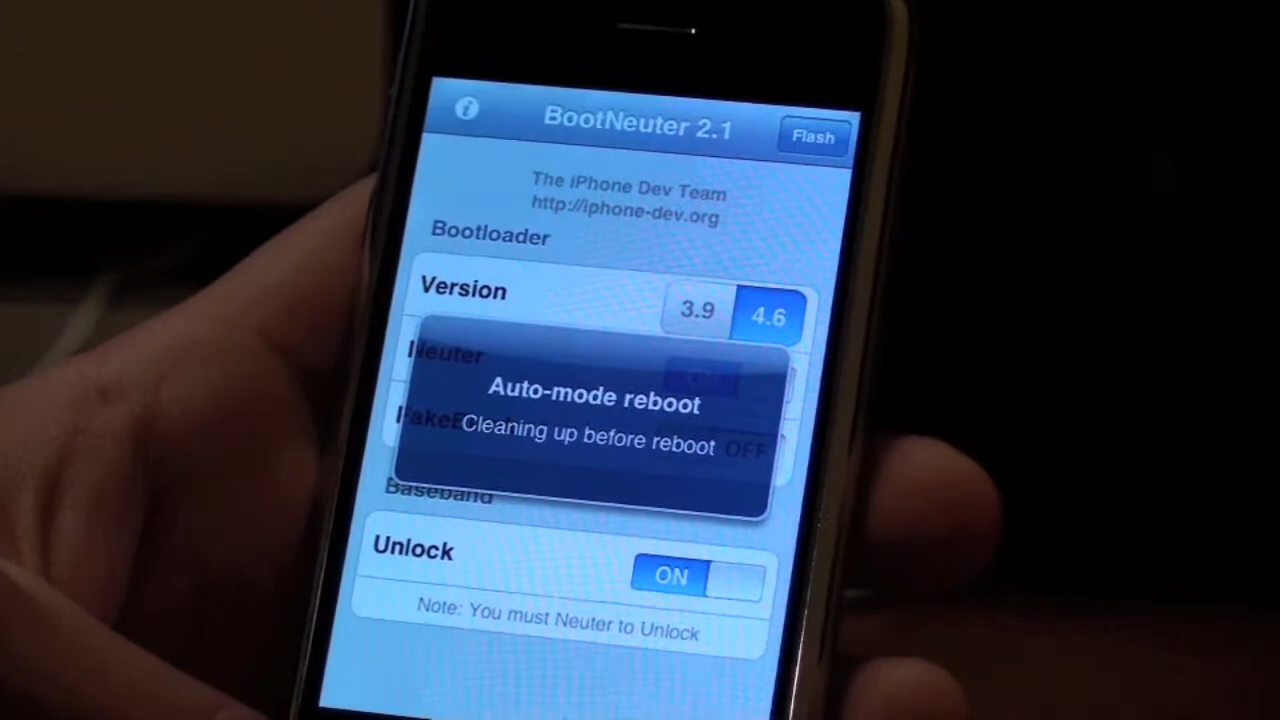 BootNeuter 2.1
Flash
The iPhone Dev Team
http://iphone-dev.org
Bootloader
Version
3.9
4.6
Neuter
Auto-mode reboot
Cleaning up before reboot
OFF
Baseband
Unlock
ON
Note: You must Neuter to Unlock